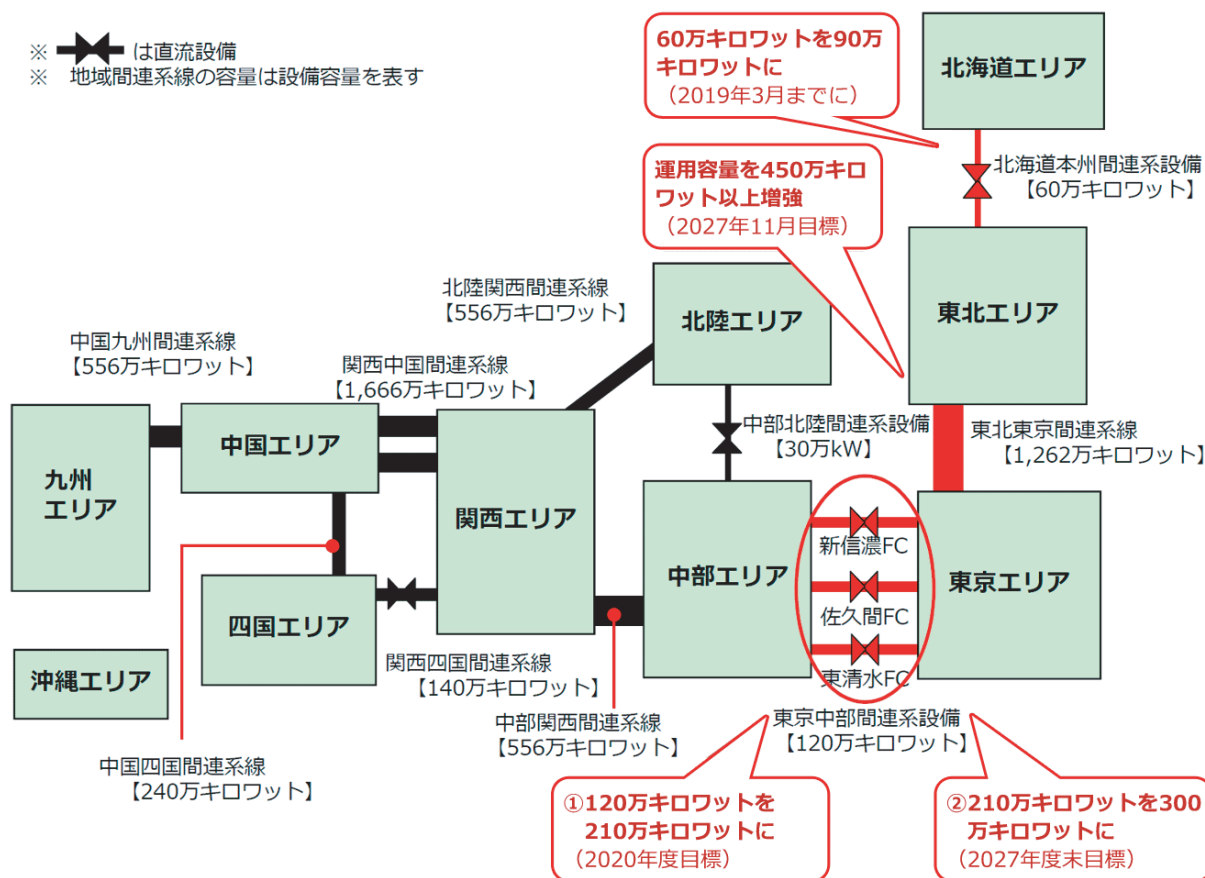 ※ は直流設備
※ 地域間連系線の容量は設備容量を表す
60万キロワットを90万
キロワットに
（2019年3月までに）
北海道エリア
北海道本州間連系設備
【60万キロワット】
運用容量を450万キロ
ワット以上増強
（2027年11月目標）
東北エリア
北陸関西間連系線
【556万キロワット】
北陸エリア
中国九州間連系線
【556万キロワット】
関西中国間連系線
【1,666万キロワット】
中部北陸間連系設備
【30万kW】
東北東京間連系線
【1,262万キロワット】
九州
エリア
中国エリア
関西エリア
中部エリア
新信濃FC
佐久間FC
東清水FC
東京エリア
四国エリア
沖縄エリア
関西四国間連系線
【140万キロワット】
中部関西間連系線
【556万キロワット】
東京中部間連系設備
【120万キロワット】
中国四国間連系線
【240万キロワット】
①120万キロワットを
210万キロワットに
（2020年度目標）
②210万キロワットを300
万キロワットに
（2027年度末目標）